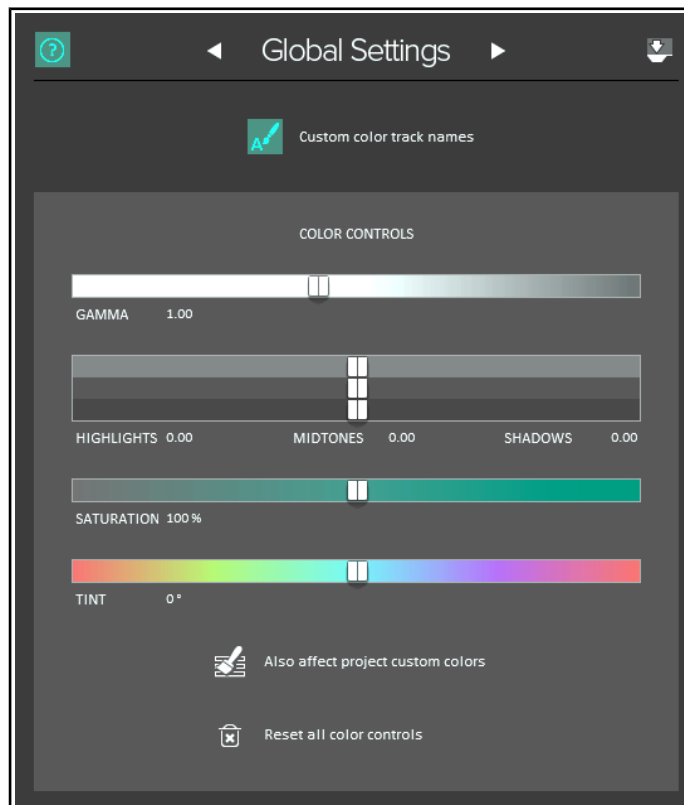 Global Settings
Custom color track names
COLOR CONTROLS
GAMMA 1.00
HIGHLIGHTS 0.00 MIDTONES 0.00 SHADOWS 0.00
SATURATION 100 %
TINT 0 °
Also affect project custom colors
Reset all color controls